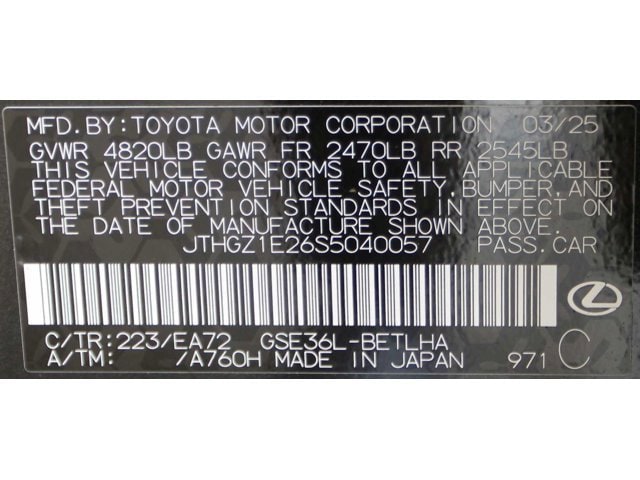 MFD.BY:TOYOTA MOTOR CORPORATION 03/25
GVWR 4820LB GAWR FR 2470LB RR 2545LB
THIS VEHICLE CONFORMS TO ALL APPLICABLE
FEDERAL MOTOR VEHICLE SAFETY, BUMPER, AND
THEFT PREVENTION STANDARDS IN EFFECT ON
THE DATE OF MANUFACTURE SHOWN ABOVE.
JTHGZ1E26S5040057 PASS.CAR
C/TR:223/EA72 GSE36L-BETLHA
A/TM: /A760H MADE IN JAPAN 971 C